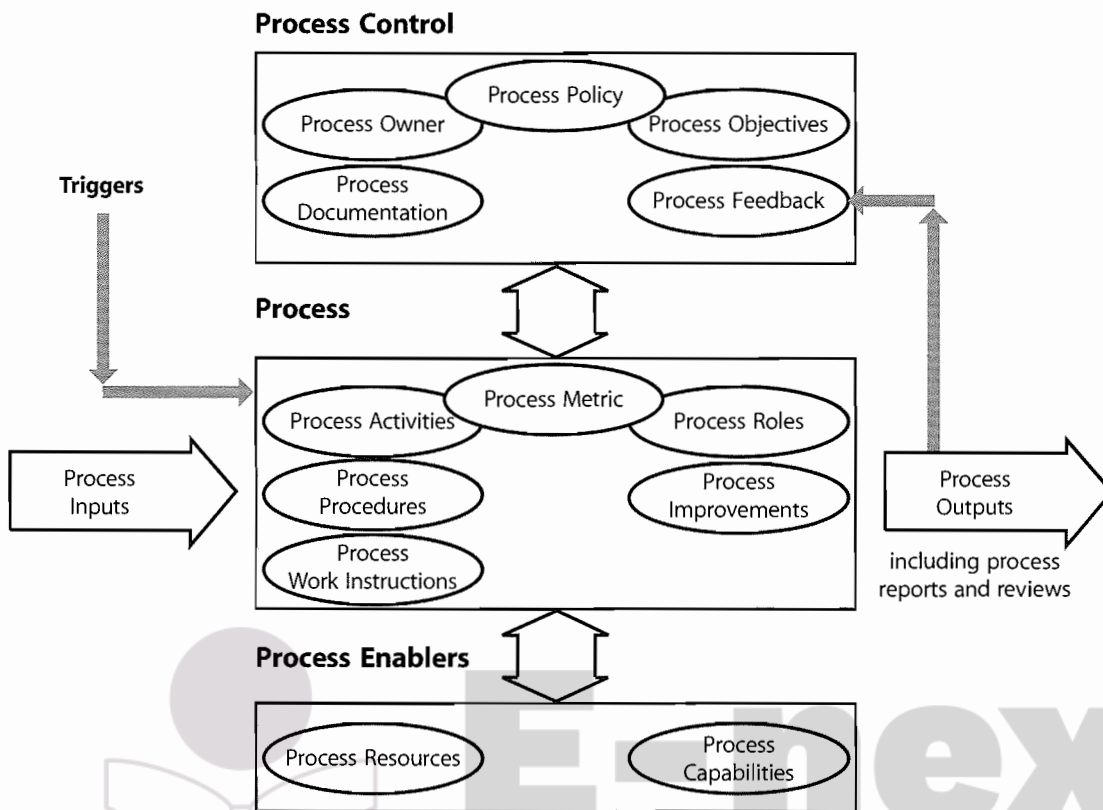 Process Control
Process Policy
Process Owner
Process Objectives
Process
Documentation
Process Feedback
Triggers
Process
Process Metric
Process Activities
Process Roles
Process
Inputs
Process
Procedures
Process
Improvements
Process
Outputs
Process
Work Instructions
including process
reports and reviews
Process Enablers
Process Resources
Process
Capabilities
E-nex